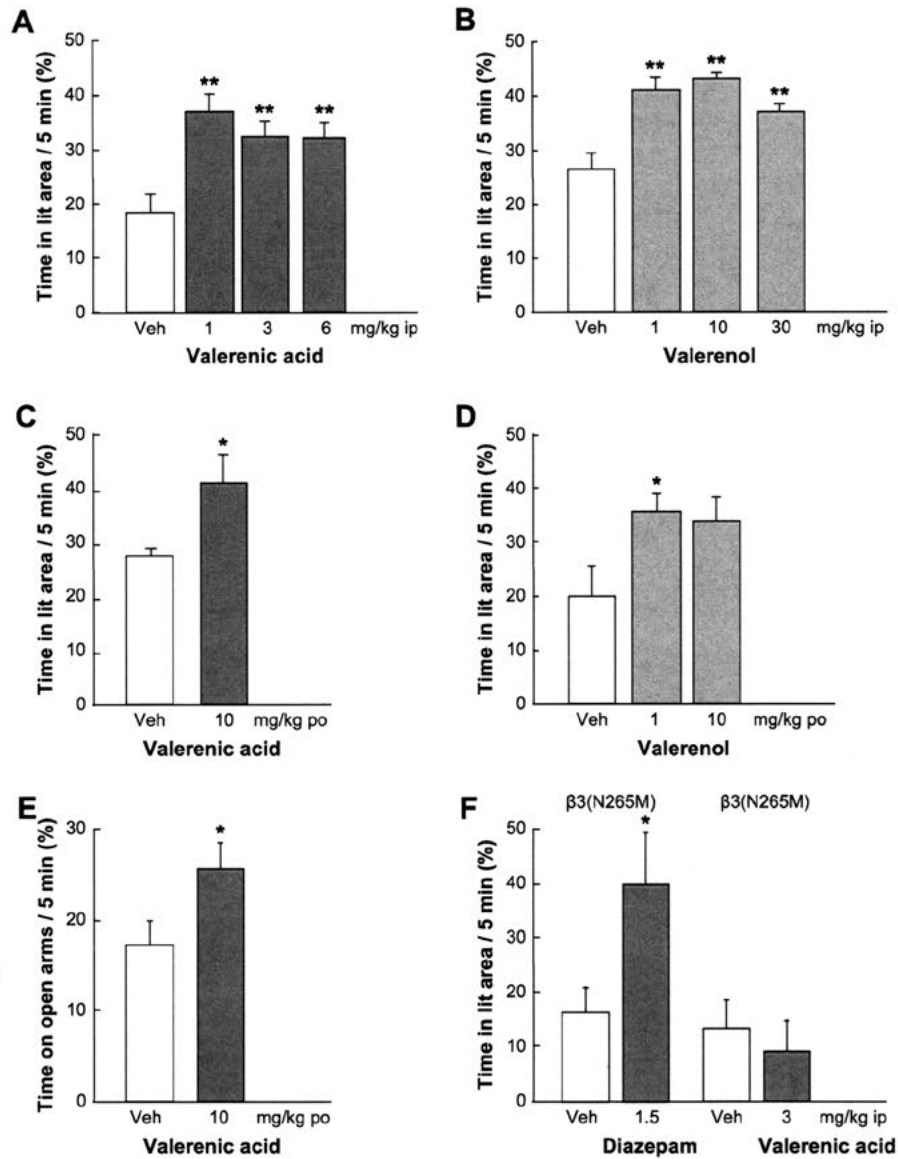 A
Time in lit area / 5 min (%)
50
40
30
20
10
0
** ** **
Veh 1 3 6 mg/kg ip
Valerenic acid
B
Time in lit area / 5 min (%)
50
40
30
20
10
0
** ** **
Veh 1 10 30 mg/kg ip
Valerenol
C
Time in lit area / 5 min (%)
50
40
30
20
10
0
*
Veh 10 mg/kg po
Valerenic acid
D
Time in lit area / 5 min (%)
50
40
30
20
10
0
*
Veh 1 10 mg/kg po
Valerenol
E
Time on open arms / 5 min (%)
30
20
10
0
*
Veh 10 mg/kg po
Valerenic acid
F
β3(N265M) β3(N265M)
Time in lit area / 5 min (%)
50
40
30
20
10
0
*
Veh 1.5 Veh 3 mg/kg ip
Diazepam Valerenic acid